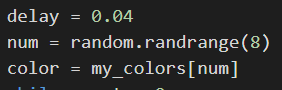 delay = 0.04
num = random.randrange(8)
color = my_colors[num]